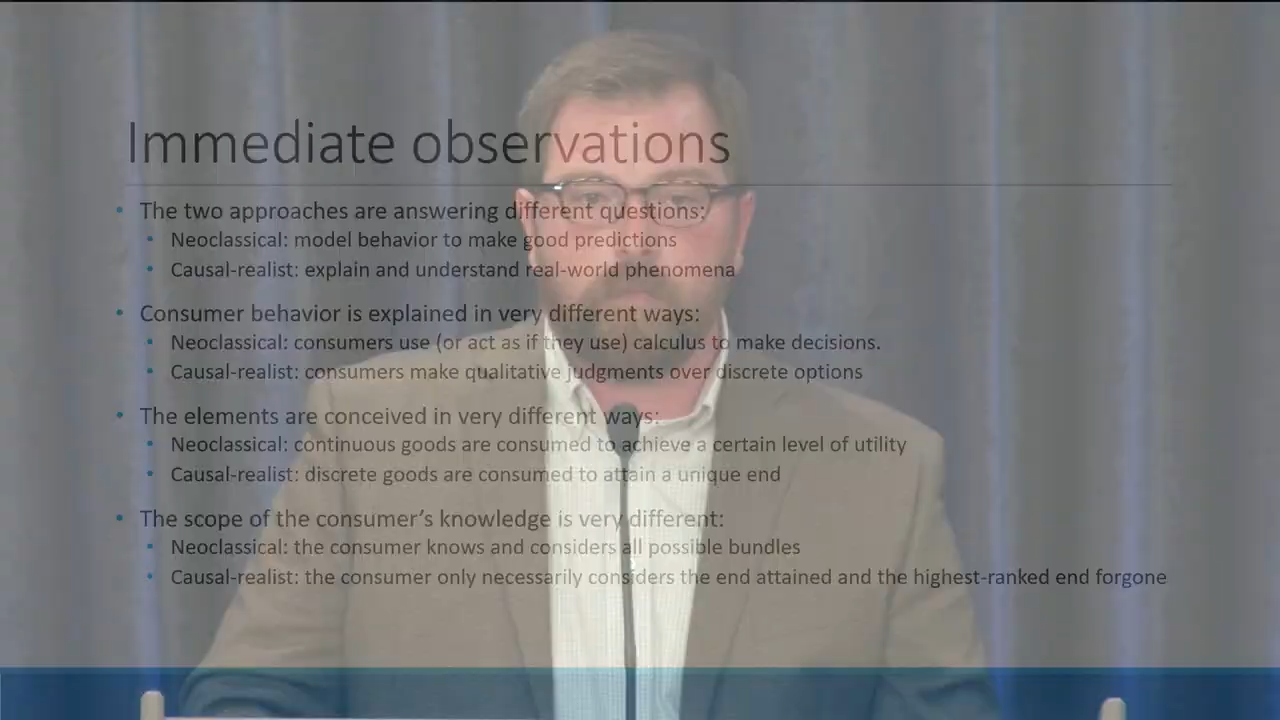 Immediate observations
• The two approaches are answering different questions:
• Neoclassical: model behavior to make good predictions
• Causal-realist: explain and understand real-world phenomena
• Consumer behavior is explained in very different ways:
• Neoclassical: consumers use (or act as if they use) calculus to make decisions.
• Causal-realist: consumers make qualitative judgments over discrete options
• The elements are conceived in very different ways:
• Neoclassical: continuous goods are consumed to achieve a certain level of utility
• Causal-realist: discrete goods are consumed to attain a unique end
• The scope of the consumer’s knowledge is very different:
• Neoclassical: the consumer knows and considers all possible bundles
• Causal-realist: the consumer only necessarily considers the end attained and the highest-ranked end forgone